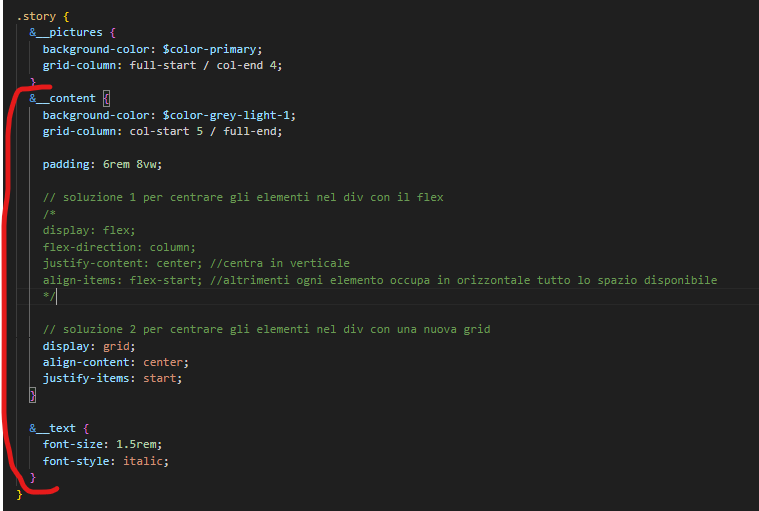 .story {
&__pictures {
background-color: $color-primary;
grid-column: full-start / col-end 4;
}
&__content {
background-color: $color-grey-light-1;
grid-column: col-start 5 / full-end;
padding: 6rem 8vw;
// soluzione 1 per centrare gli elementi nel div con il flex
/*
display: flex;
flex-direction: column;
justify-content: center; //centra in verticale
align-items: flex-start; //altrimenti ogni elemento occupa in orizzontale tutto lo spazio disponibile
*/
// soluzione 2 per centrare gli elementi nel div con una nuova grid
display: grid;
align-content: center;
justify-items: start;
}
&__text {
font-size: 1.5rem;
font-style: italic;
}
}